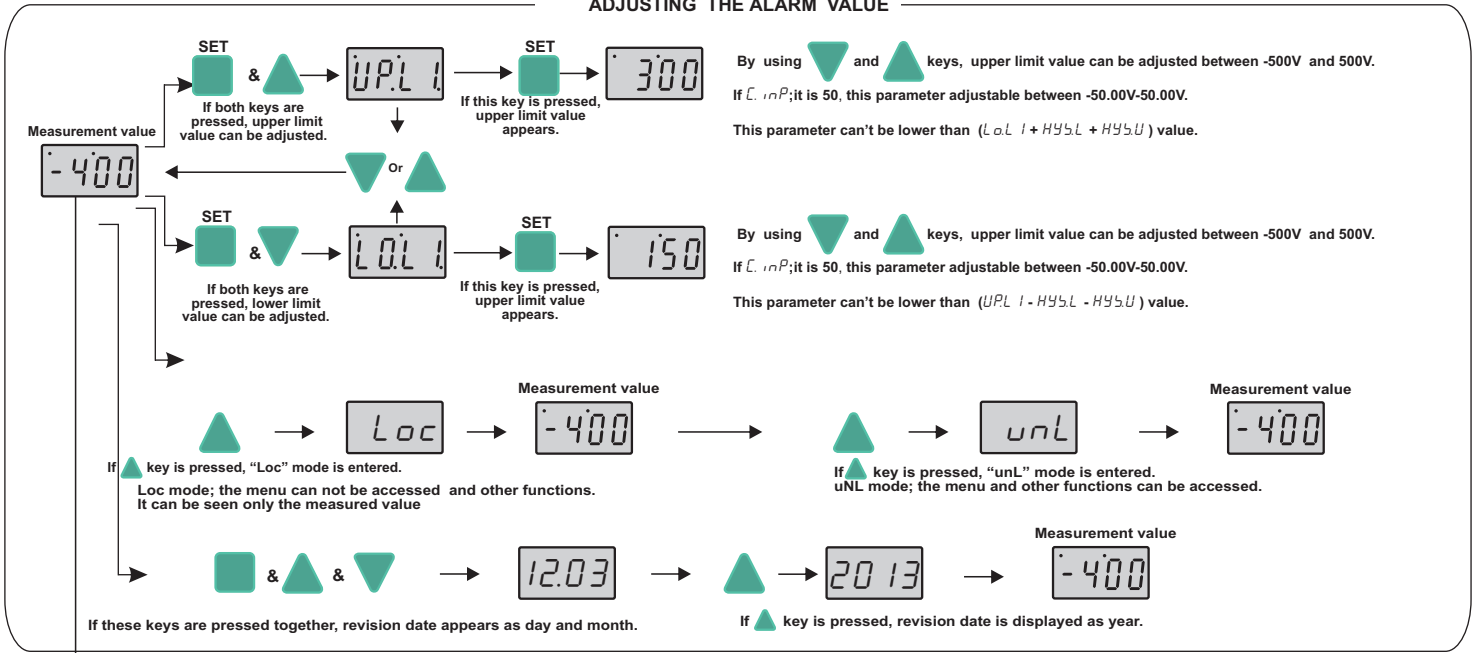 ADJUSTING THE ALARM VALUE
SET
&
UP.L 1.
SET
300
If both keys are
pressed, upper limit
value can be adjusted.
If this key is pressed,
upper limit value
appears.
By using and keys, upper limit value can be adjusted between -500V and 500V.
If C. inP;it is 50, this parameter adjustable between -50.00V-50.00V.
This parameter can't be lower than (Lo.L 1 + HYS.L + HYS.U ) value.
Measurement value
-400
Or
SET
&
LO.L 1.
SET
150
If both keys are
pressed, lower limit
value can be adjusted.
If this key is pressed,
upper limit value
appears.
By using and keys, upper limit value can be adjusted between -500V and 500V.
If C. inP;it is 50, this parameter adjustable between -50.00V-50.00V.
This parameter can't be lower than (UP.L 1 - HYS.L - HYS.U ) value.
Loc
Measurement value
-400
unL
Measurement value
-400
If key is pressed, “Loc” mode is entered.
Loc mode; the menu can not be accessed and other functions.
It can be seen only the measured value
If key is pressed, “unL” mode is entered.
uNL mode; the menu and other functions can be accessed.
& &
12.03
2013
Measurement value
-400
If these keys are pressed together, revision date appears as day and month.
If key is pressed, revision date is displayed as year.